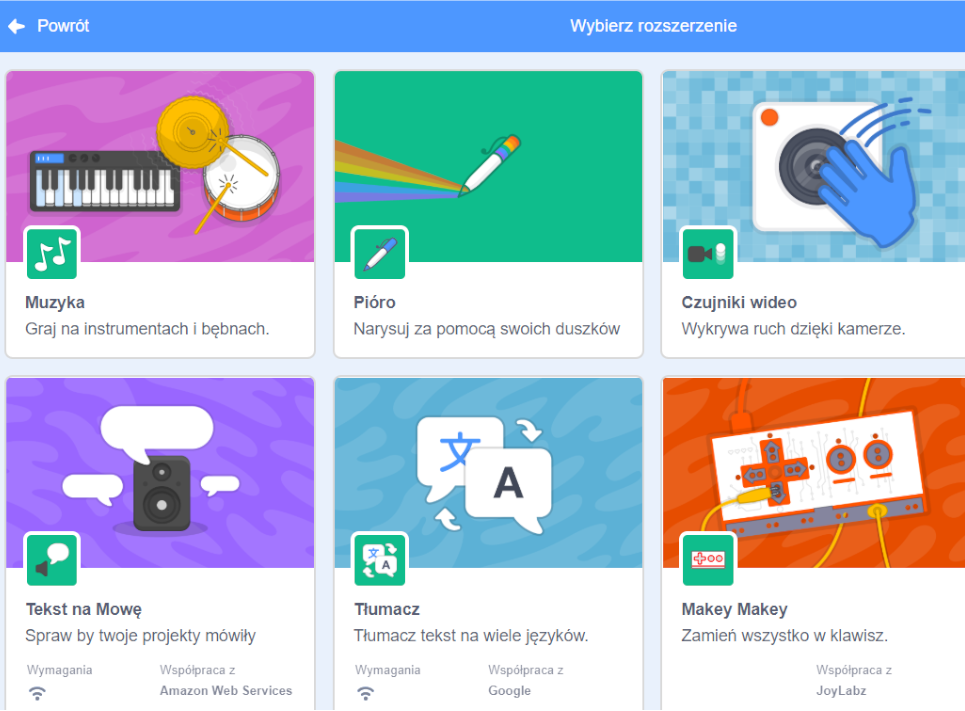 Powrót
Wybierz rozszerzenie
Muzyka
Graj na instrumentach i bębnach.
Pióro
Narysuj za pomocą swoich duszków
Czujniki wideo
Wykrywa ruch dzięki kamerze.
文
A
文
A
Tekst na Mowę
Spraw by twoje projekty mówiły
Wymagania
Współpraca z
Amazon Web Services
Tłumacz
Tłumacz tekst na wiele języków.
Wymagania
Współpraca z
Google
Makey Makey
Zamień wszystko w klawisz.
Współpraca z
JoyLabz